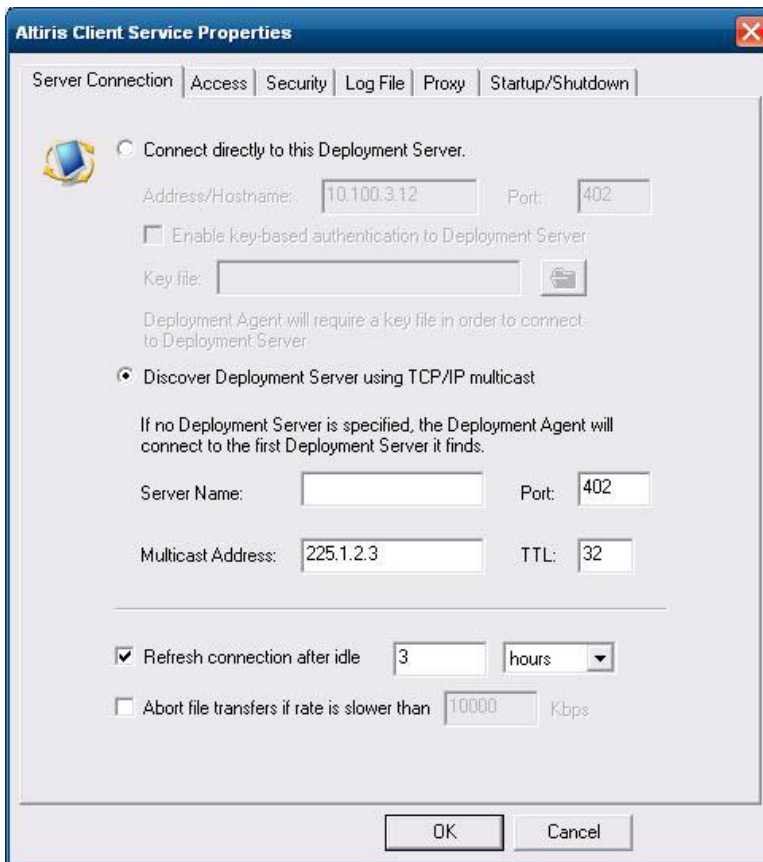 Altiris Client Service Properties
Server Connection Access Security Log File Proxy Startup/Shutdown
Connect directly to this Deployment Server.
Address/Hostname: 10.100.3.12 Port: 402
Enable key-based authentication to Deployment Server
Key file:
Deployment Agent will require a key file in order to connect
to Deployment Server
Discover Deployment Server using TCP/IP multicast
If no Deployment Server is specified, the Deployment Agent will
connect to the first Deployment Server it finds.
Server Name: Port: 402
Multicast Address: 225.1.2.3 TTL: 32
Refresh connection after idle 3 hours
Abort file transfers if rate is slower than 10000 Kbps
OK Cancel